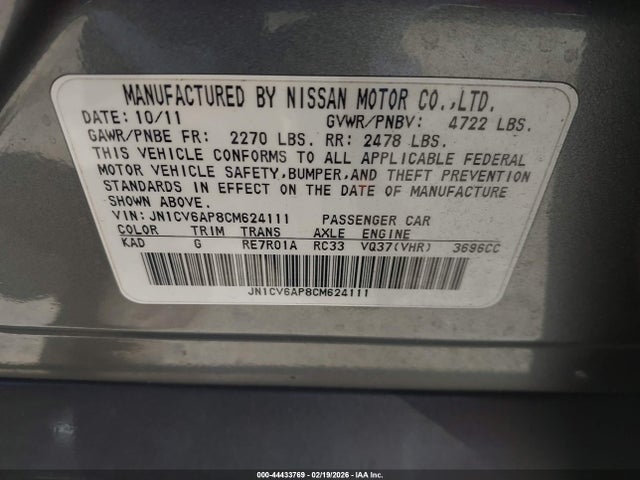 MANUFACTURED BY NISSAN MOTOR CO.,LTD.
DATE: 10/11 GVWR/PNBV: 4722 LBS.
GAWR/PNBE FR: 2270 LBS. RR: 2478 LBS.
THIS VEHICLE CONFORMS TO ALL APPLICABLE FEDERAL
MOTOR VEHICLE SAFETY,BUMPER,AND THEFT PREVENTION
STANDARDS IN EFFECT ON THE DATE OF MANUFACTURE
SHOWN ABOVE.
VIN: JN1CV6AP8CM624111 PASSENGER CAR
COLOR TRIM TRANS AXLE ENGINE
KAD G RE7R01A RC33 VQ37(VHR) 3696CC
JN1CV6AP8CM624111
000-44433769 - 02/19/2026 - IAA Inc.